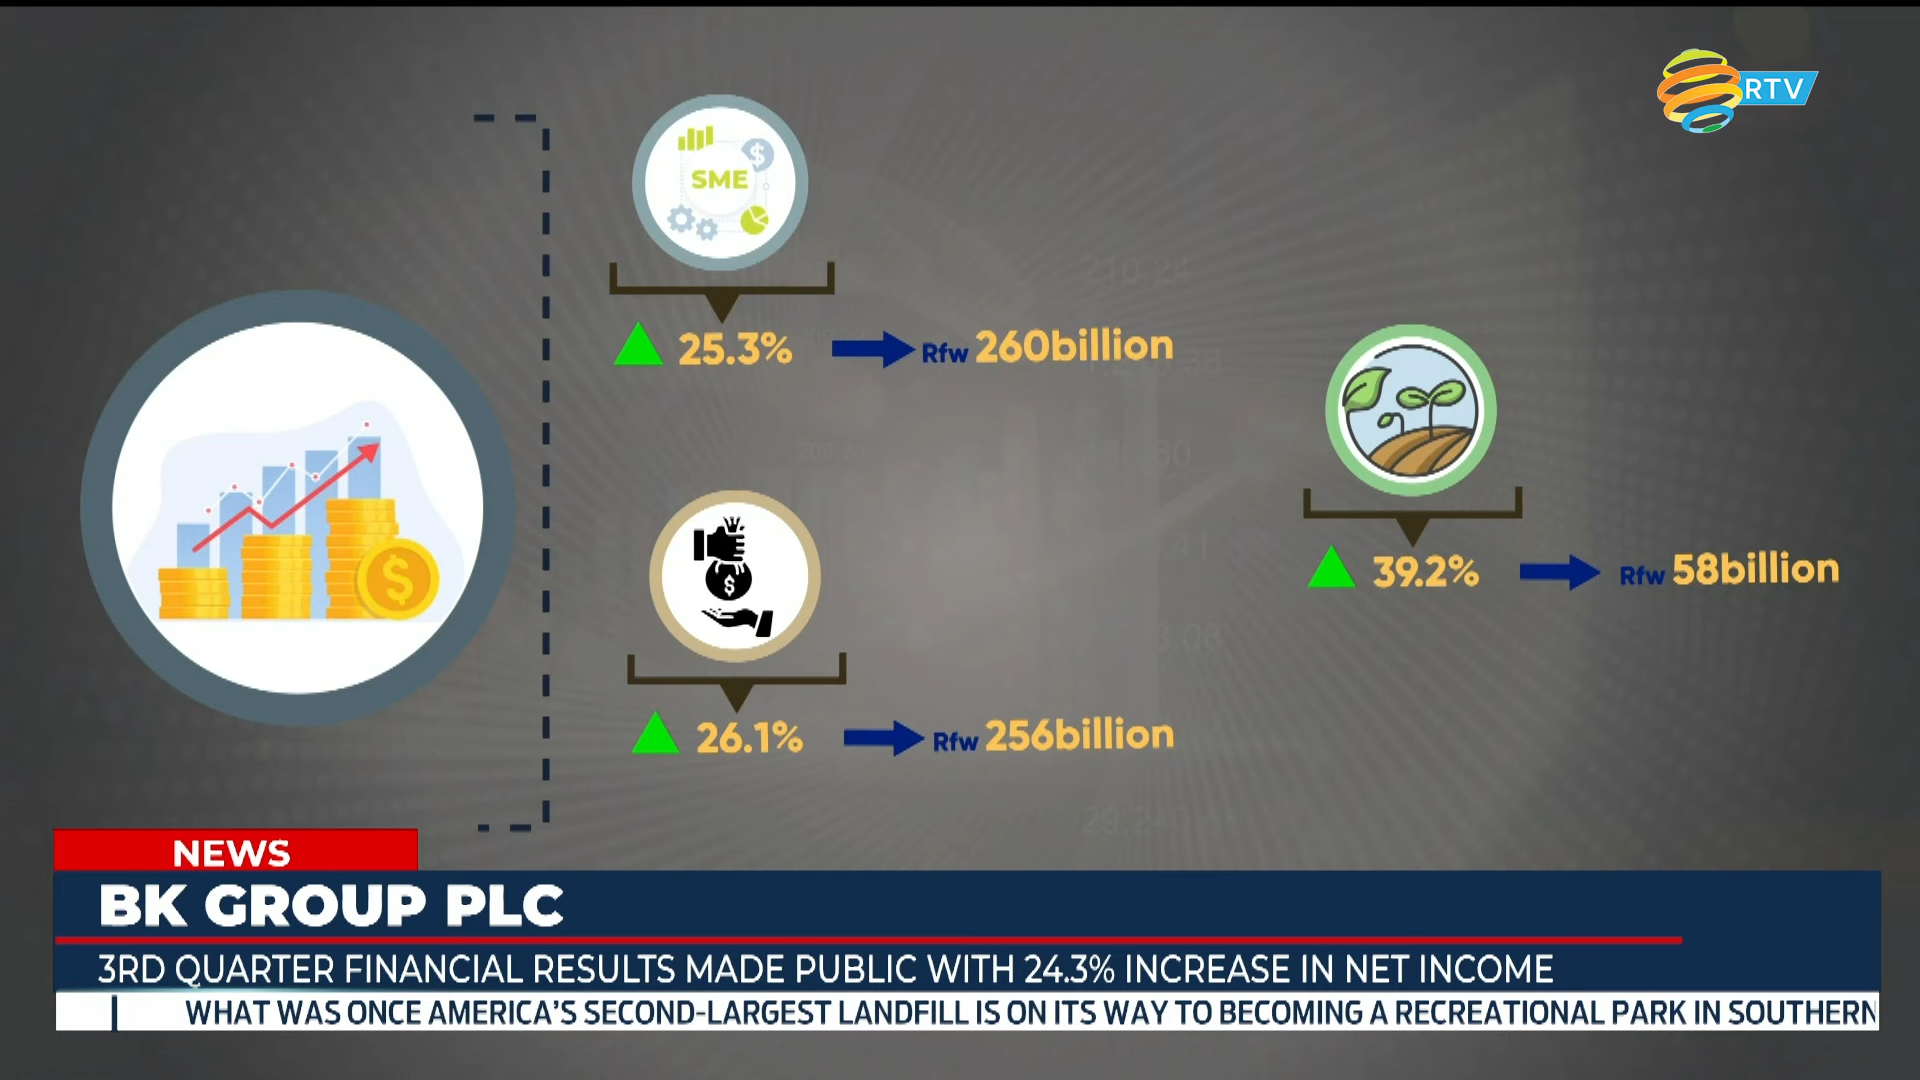 RTV
SME
25.3% Rfw 260billion
39.2% Rfw 58billion
26.1% Rfw 256billion
NEWS
BK GROUP PLC
3RD QUARTER FINANCIAL RESULTS MADE PUBLIC WITH 24.3% INCREASE IN NET INCOME
WHAT WAS ONCE AMERICA'S SECOND-LARGEST LANDFILL IS ON ITS WAY TO BECOMING A RECREATIONAL PARK IN SOUTHERN